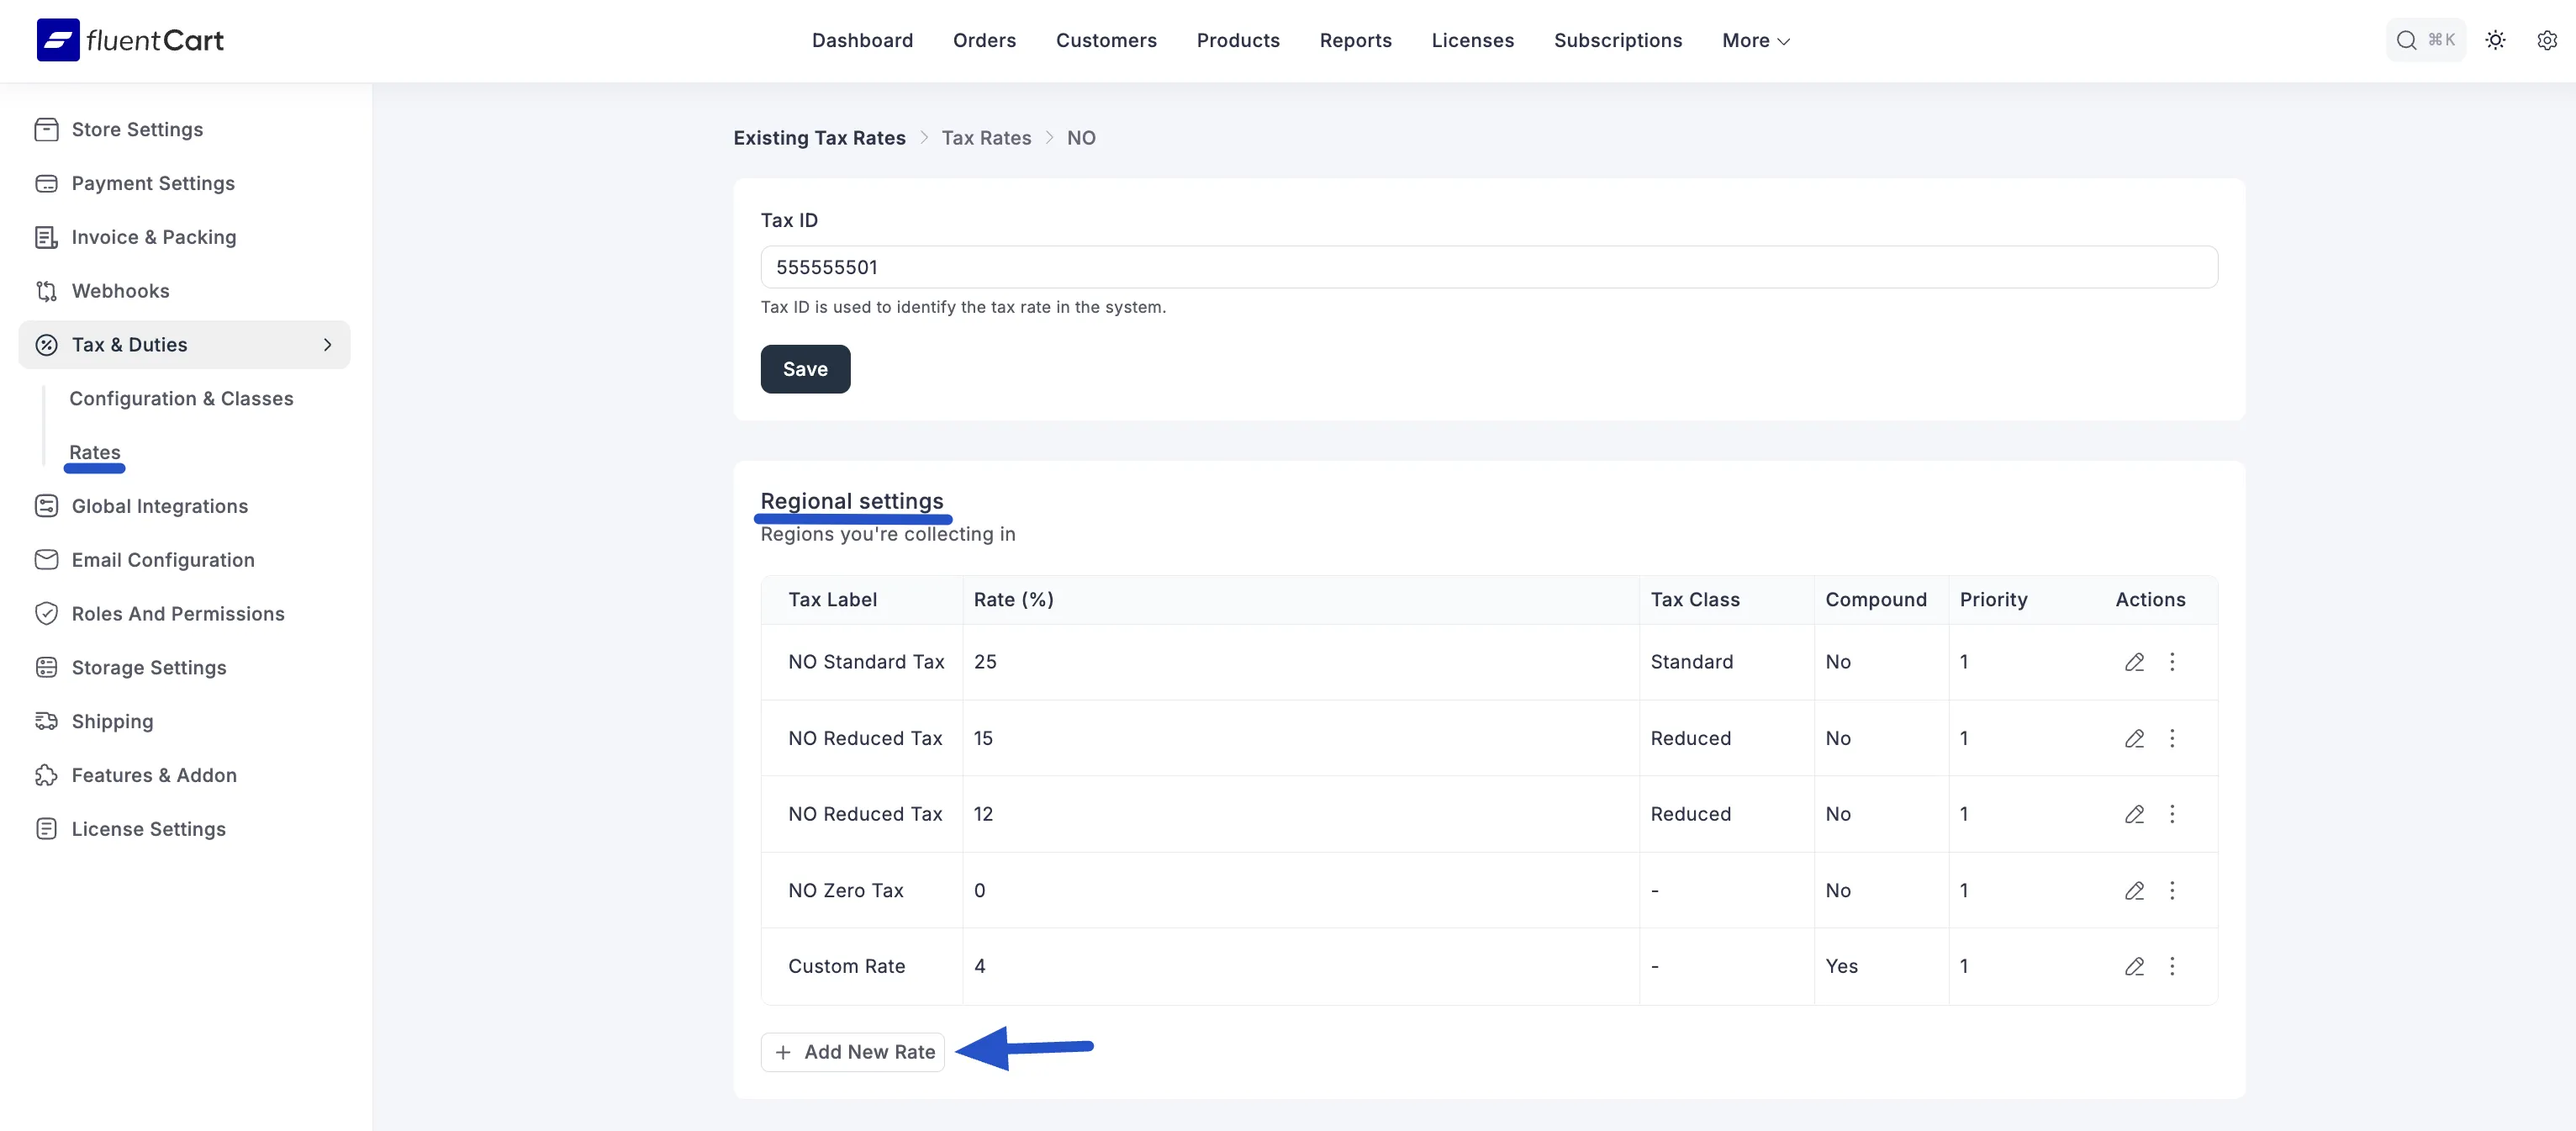 fluentCart
Dashboard Orders Customers Products Reports Licenses Subscriptions More
⌘K
Store Settings
Payment Settings
Invoice & Packing
Webhooks
Tax & Duties
Configuration & Classes
Rates
Global Integrations
Email Configuration
Roles And Permissions
Storage Settings
Shipping
Features & Addon
License Settings
Existing Tax Rates > Tax Rates > NO
Tax ID
555555501
Tax ID is used to identify the tax rate in the system.
Save
Regional settings
Regions you're collecting in
Tax Label Rate (%) Tax Class Compound Priority Actions
NO Standard Tax 25 Standard No 1
NO Reduced Tax 15 Reduced No 1
NO Reduced Tax 12 Reduced No 1
NO Zero Tax 0 - No 1
Custom Rate 4 - Yes 1
+ Add New Rate